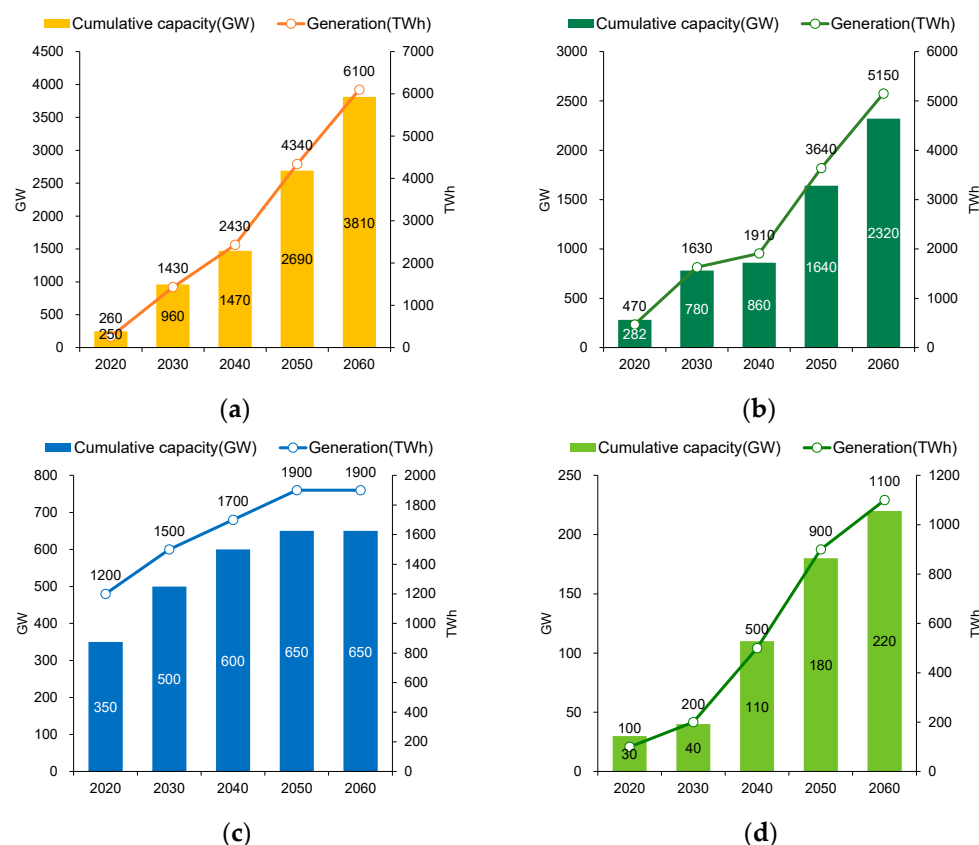 Cumulative capacity(GW) Generation(TWh)
4500 7000
4000 6000
3500 5000
3000 4000
2500 3000
2000 2000
1500 1000
1000 0
500
0
GW
TWh
260 1430 2430 4340 6100
250 960 1470 2690 3810
2020 2030 2040 2050 2060
(a)
Cumulative capacity(GW) Generation(TWh)
3000 6000
2500 5000
2000 4000
1500 3000
1000 2000
500 1000
0 0
GW
TWh
470 1630 1910 3640 5150
282 780 860 1640 2320
2020 2030 2040 2050 2060
(b)
Cumulative capacity(GW) Generation(TWh)
800 2000
700 1800
600 1600
500 1400
400 1200
300 1000
200 800
100 600
0 400
200
0
GW
TWh
1200 1500 1700 1900 1900
350 500 600 650 650
2020 2030 2040 2050 2060
(c)
Cumulative capacity(GW) Generation(TWh)
250 1200
200 1000
150 800
100 600
50 400
0 200
0
GW
TWh
100 200 500 900 1100
30 40 110 180 220
2020 2030 2040 2050 2060
(d)